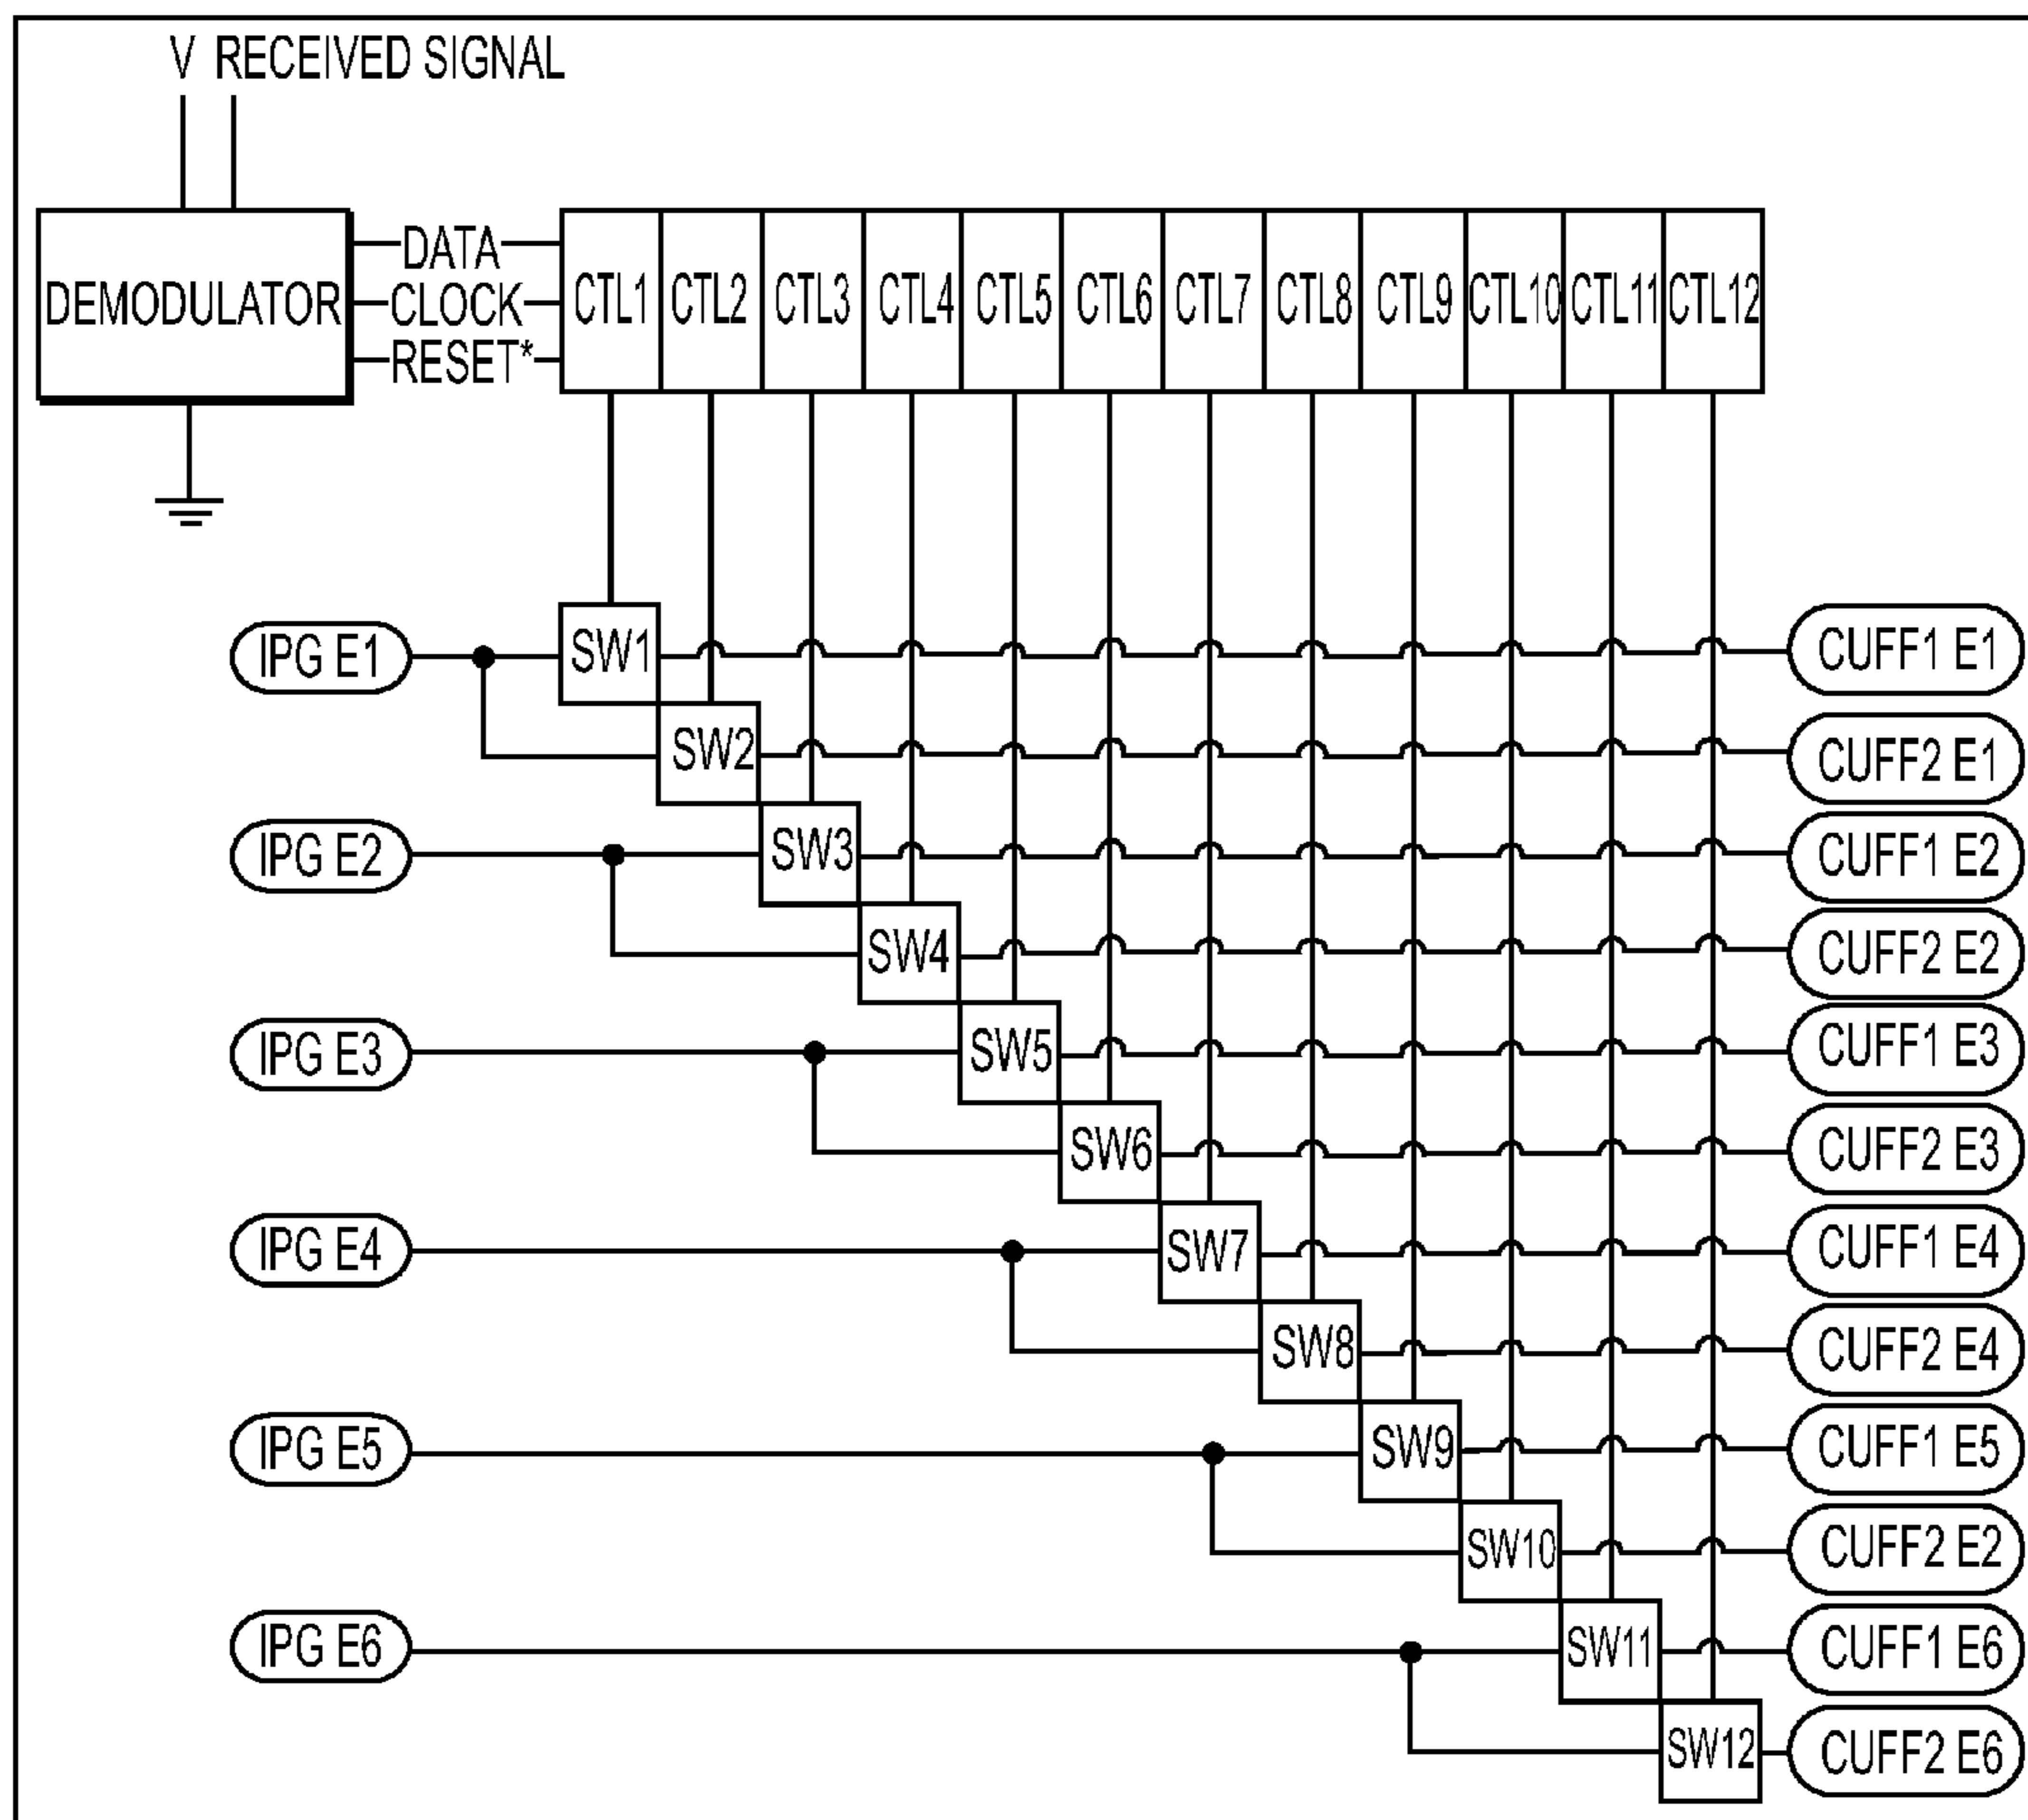 V RECEIVED SIGNAL
DEMODULATOR
DATA
CLOCK
RESET*
CTL1 CTL2 CTL3 CTL4 CTL5 CTL6 CTL7 CTL8 CTL9 CTL10 CTL11 CTL12
IPG E1 SW1 CUFF1 E1
SW2 CUFF2 E1
IPG E2 SW3 CUFF1 E2
SW4 CUFF2 E2
IPG E3 SW5 CUFF1 E3
SW6 CUFF2 E3
IPG E4 SW7 CUFF1 E4
SW8 CUFF2 E4
IPG E5 SW9 CUFF1 E5
SW10 CUFF2 E2
IPG E6 SW11 CUFF1 E6
SW12 CUFF2 E6